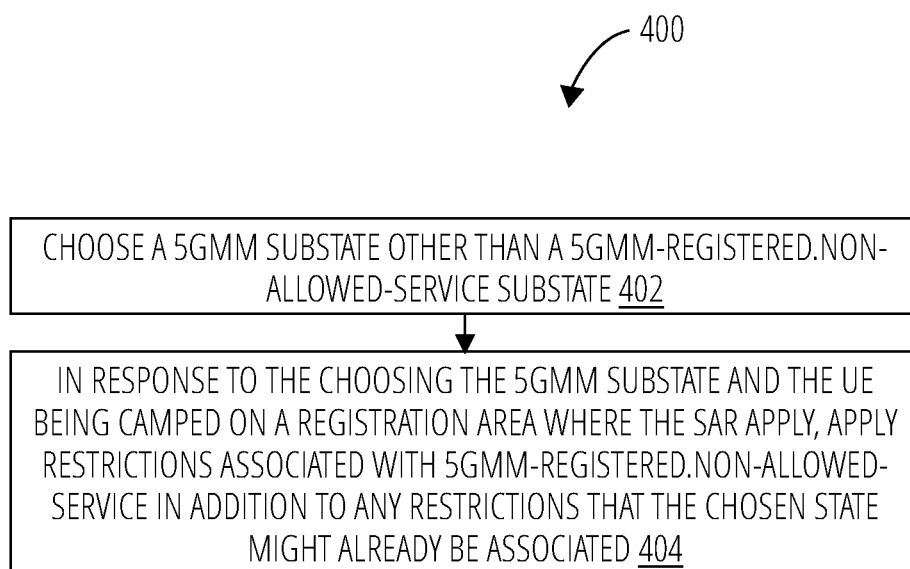 400
CHOOSE A 5GMM SUBSTATE OTHER THAN A 5GMM-REGISTERED.NON-
ALLOWED-SERVICE SUBSTATE 402
IN RESPONSE TO THE CHOOSING THE 5GMM SUBSTATE AND THE UE
BEING CAMPED ON A REGISTRATION AREA WHERE THE SAR APPLY, APPLY
RESTRICTIONS ASSOCIATED WITH 5GMM-REGISTERED.NON-ALLOWED-
SERVICE IN ADDITION TO ANY RESTRICTIONS THAT THE CHOSEN STATE
MIGHT ALREADY BE ASSOCIATED 404